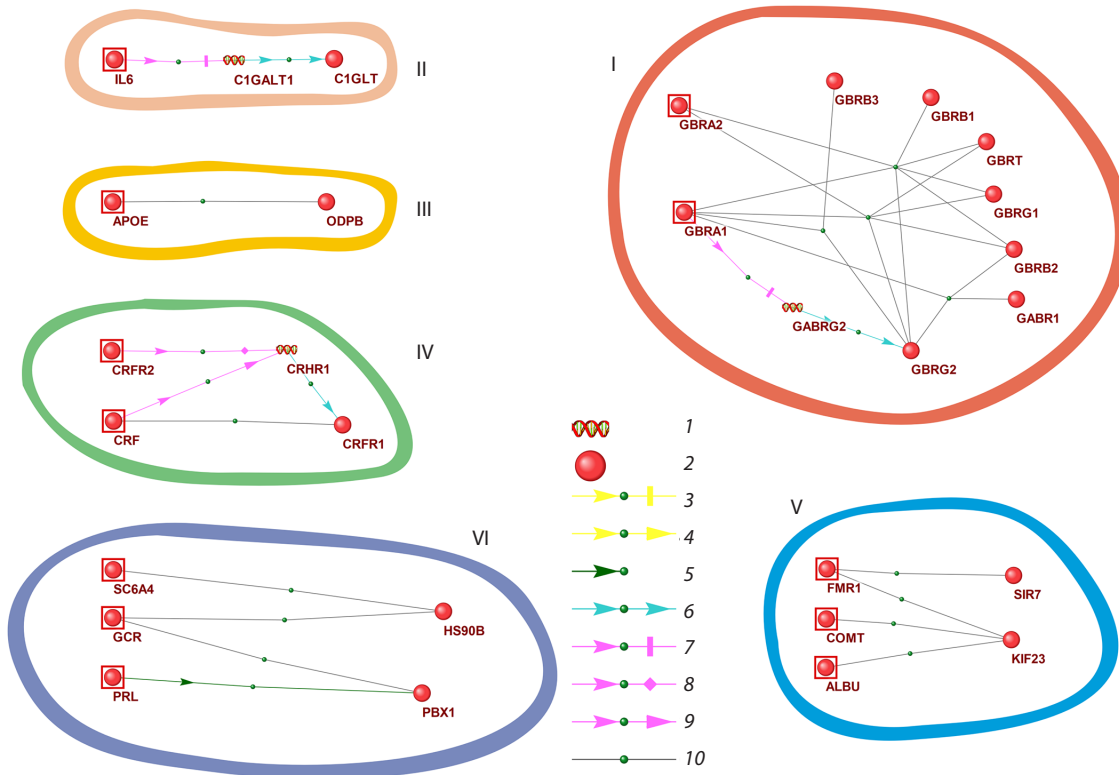 II
IL6
C1GALT1
C1GLT
III
APOE
ODPB
IV
CRFR2
CRHR1
CRF
CRFR1
VI
SC6A4
GCR
HS90B
PRL
PBX1
I
GBRB3
GBRB1
GBRA2
GBRT
GBRG1
GBRA1
GBRB2
GABR1
GABRG2
GBRG2
1
2
3
4
5
6
7
8
9
10
V
FMR1
SIR7
COMT
KIF23
ALBU